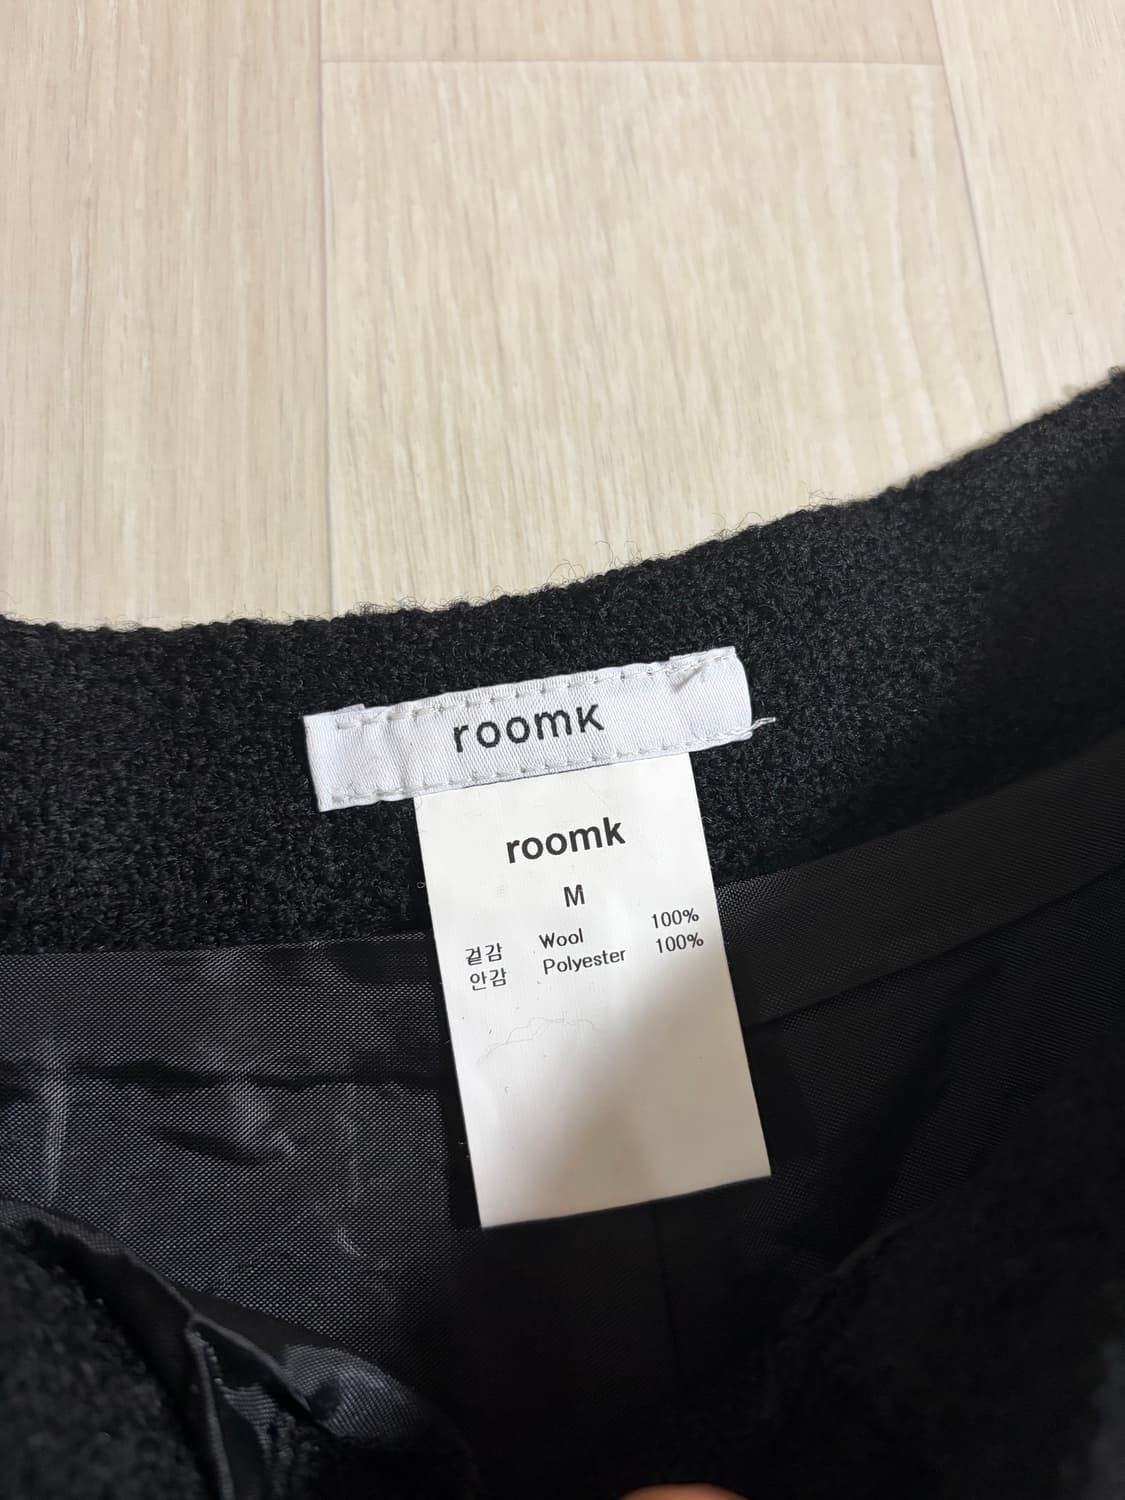 roomk
roomk
M
겉감 Wool 100%
안감 Polyester 100%